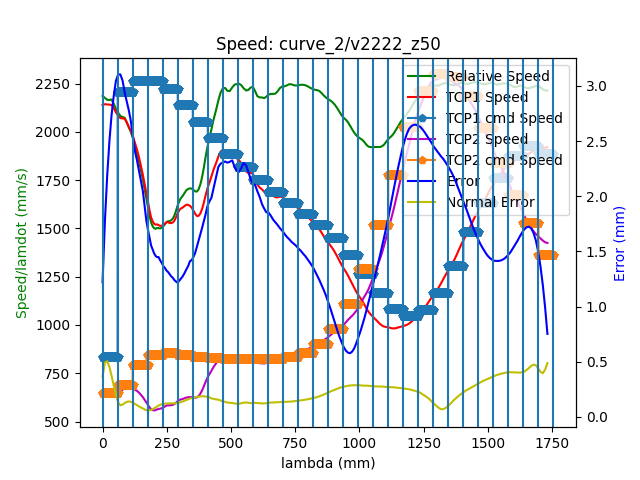 Speed: curve_2/v2222_z50
Relative Speed
TCP1 Speed
TCP1 cmd Speed
TCP2 Speed
TCP2 cmd Speed
Error
Normal Error
Speed/lamdot (mm/s)
2250
2000
1750
1500
1250
1000
750
500
3.0
2.5
2.0
1.5
1.0
0.5
0.0
Error (mm)
0 250 500 750 1000 1250 1500 1750
lambda (mm)